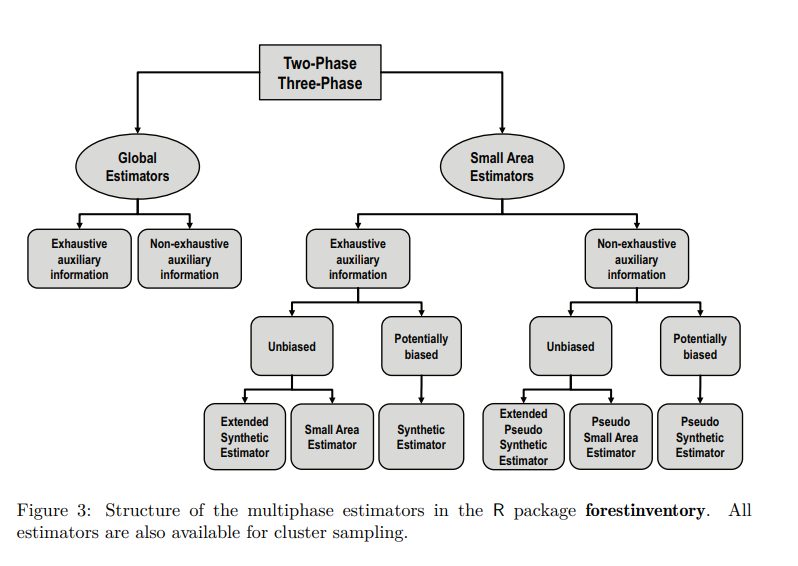 Two-Phase
Three-Phase
Global
Estimators
Small Area
Estimators
Exhaustive
auxiliary
information
Non-exhaustive
auxiliary
information
Exhaustive
auxiliary
information
Non-exhaustive
auxiliary
information
Unbiased
Potentially
biased
Unbiased
Potentially
biased
Extended
Synthetic
Estimator
Small Area
Estimator
Synthetic
Estimator
Extended
Pseudo
Synthetic
Estimator
Pseudo
Small Area
Estimator
Pseudo
Synthetic
Estimator
Figure 3: Structure of the multiphase estimators in the R package forestinventory. All
estimators are also available for cluster sampling.